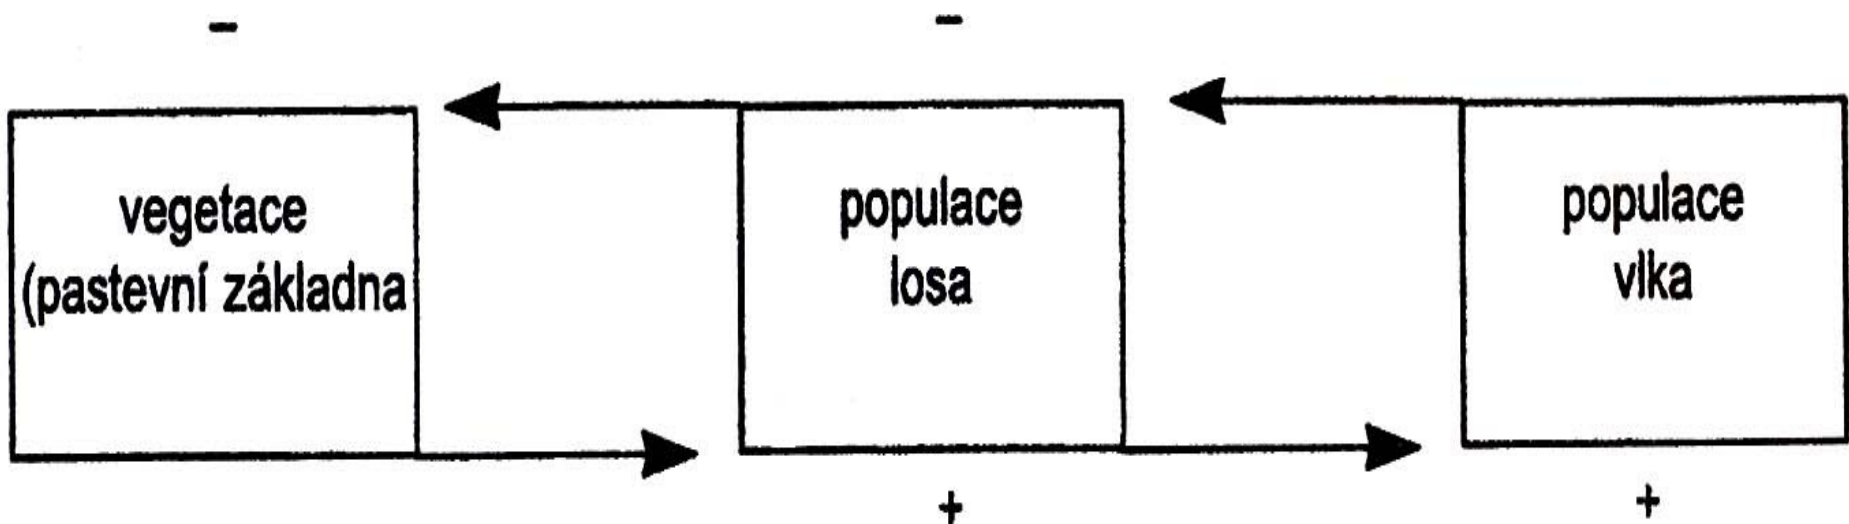 − −
vegetace
(pastevní základna
populace
losa
populace
vlka
+ +